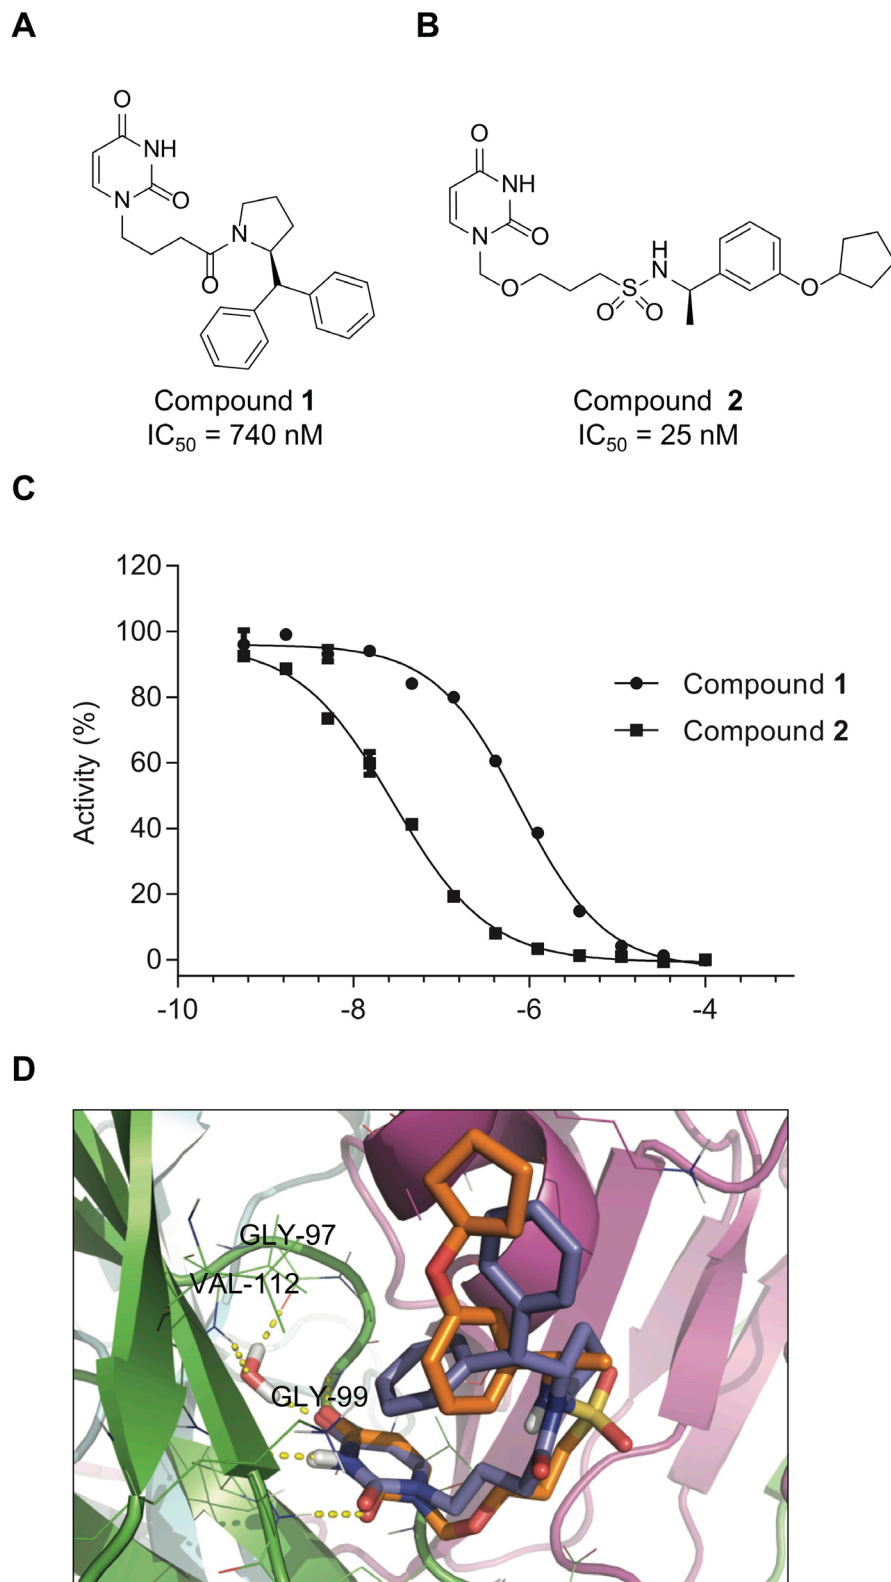 A
B
O
NH
N
O
N
O
O
NH
N
O
O
H
N
S
O
O
O
Compound 1
IC50 = 740 nM
Compound 2
IC50 = 25 nM
C
Activity (%)
120
100
80
60
40
20
0
-10
-8
-6
-4
Compound 1
Compound 2
D
GLY-97
VAL-112
GLY-99